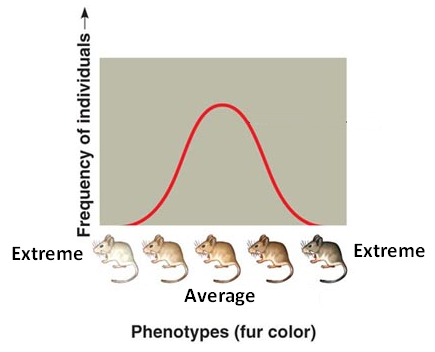 Frequency of individuals
Extreme
Extreme
Average
Phenotypes (fur color)